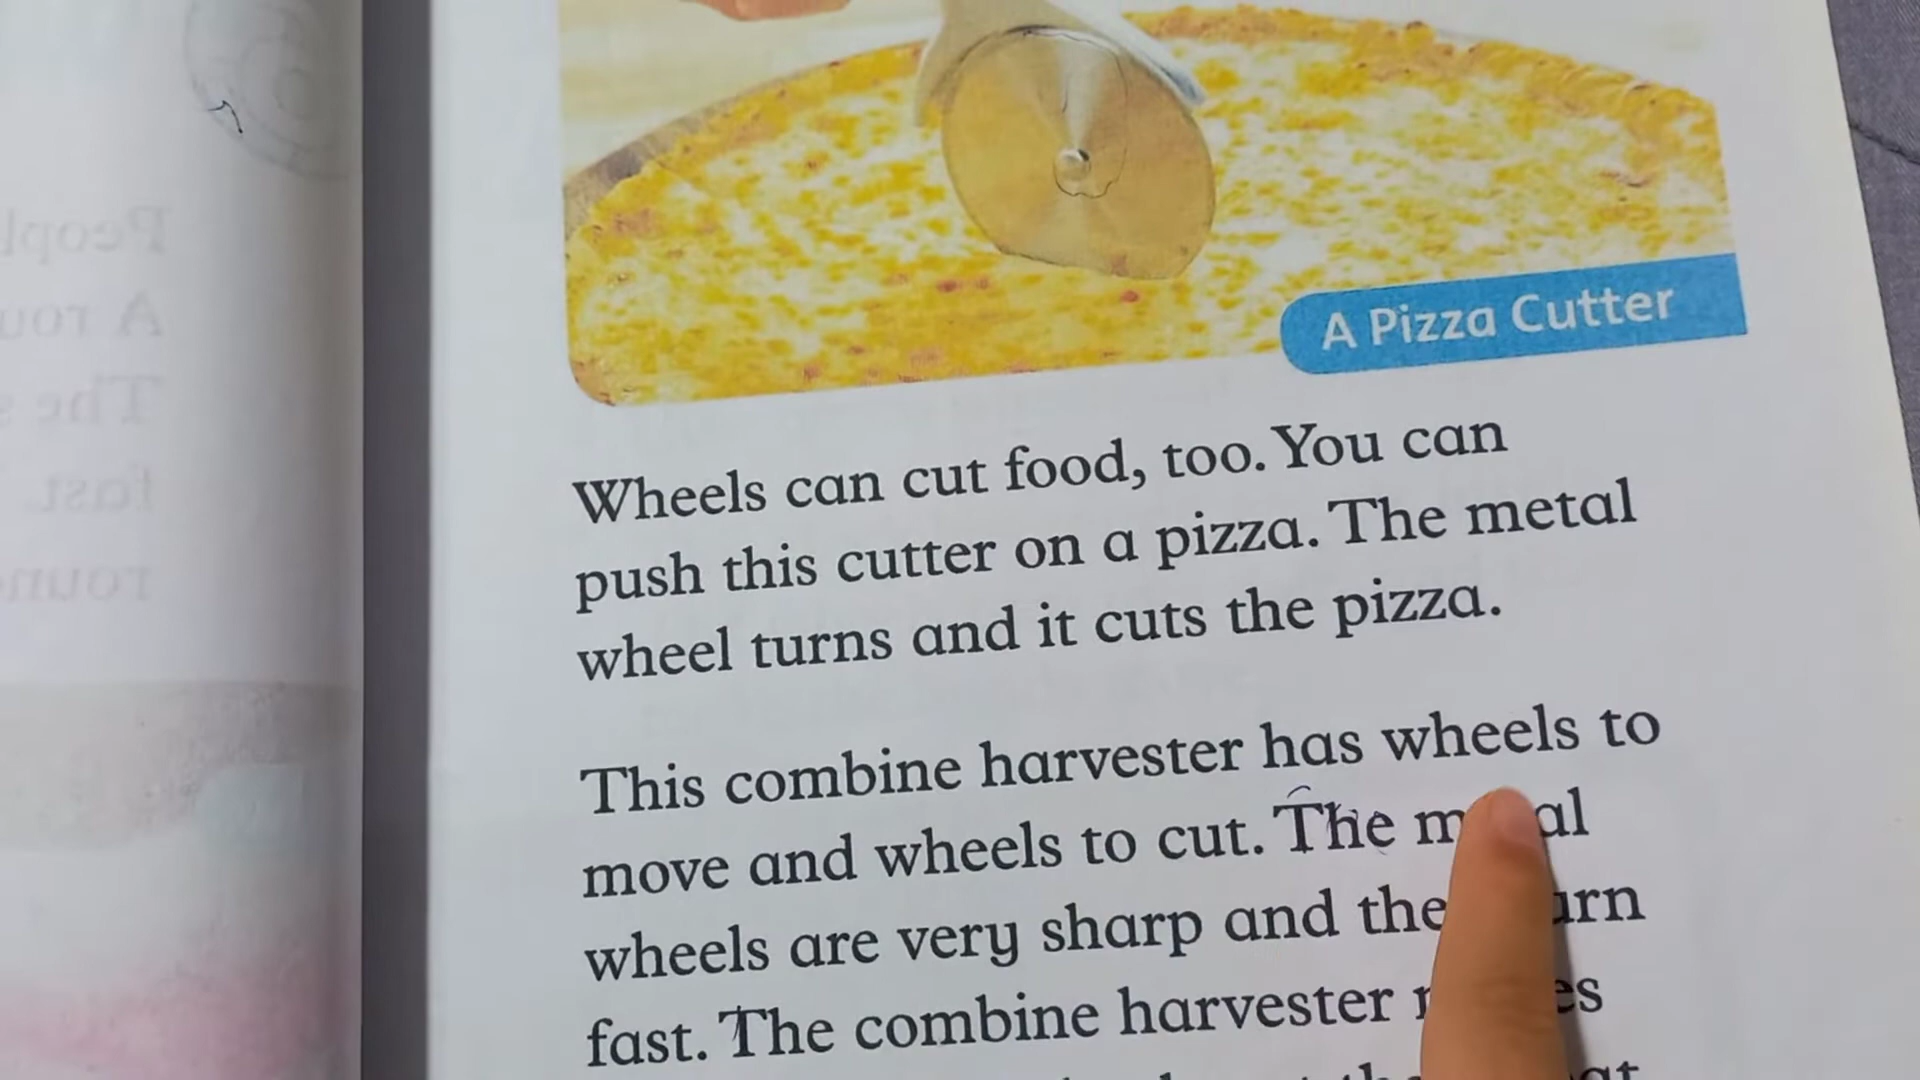 A Pizza Cutter
Wheels can cut food, too. You can
push this cutter on a pizza. The metal
wheel turns and it cuts the pizza.
This combine harvester has wheels to
move and wheels to cut. The
wheels are very sharp and
fast. The combine harvester